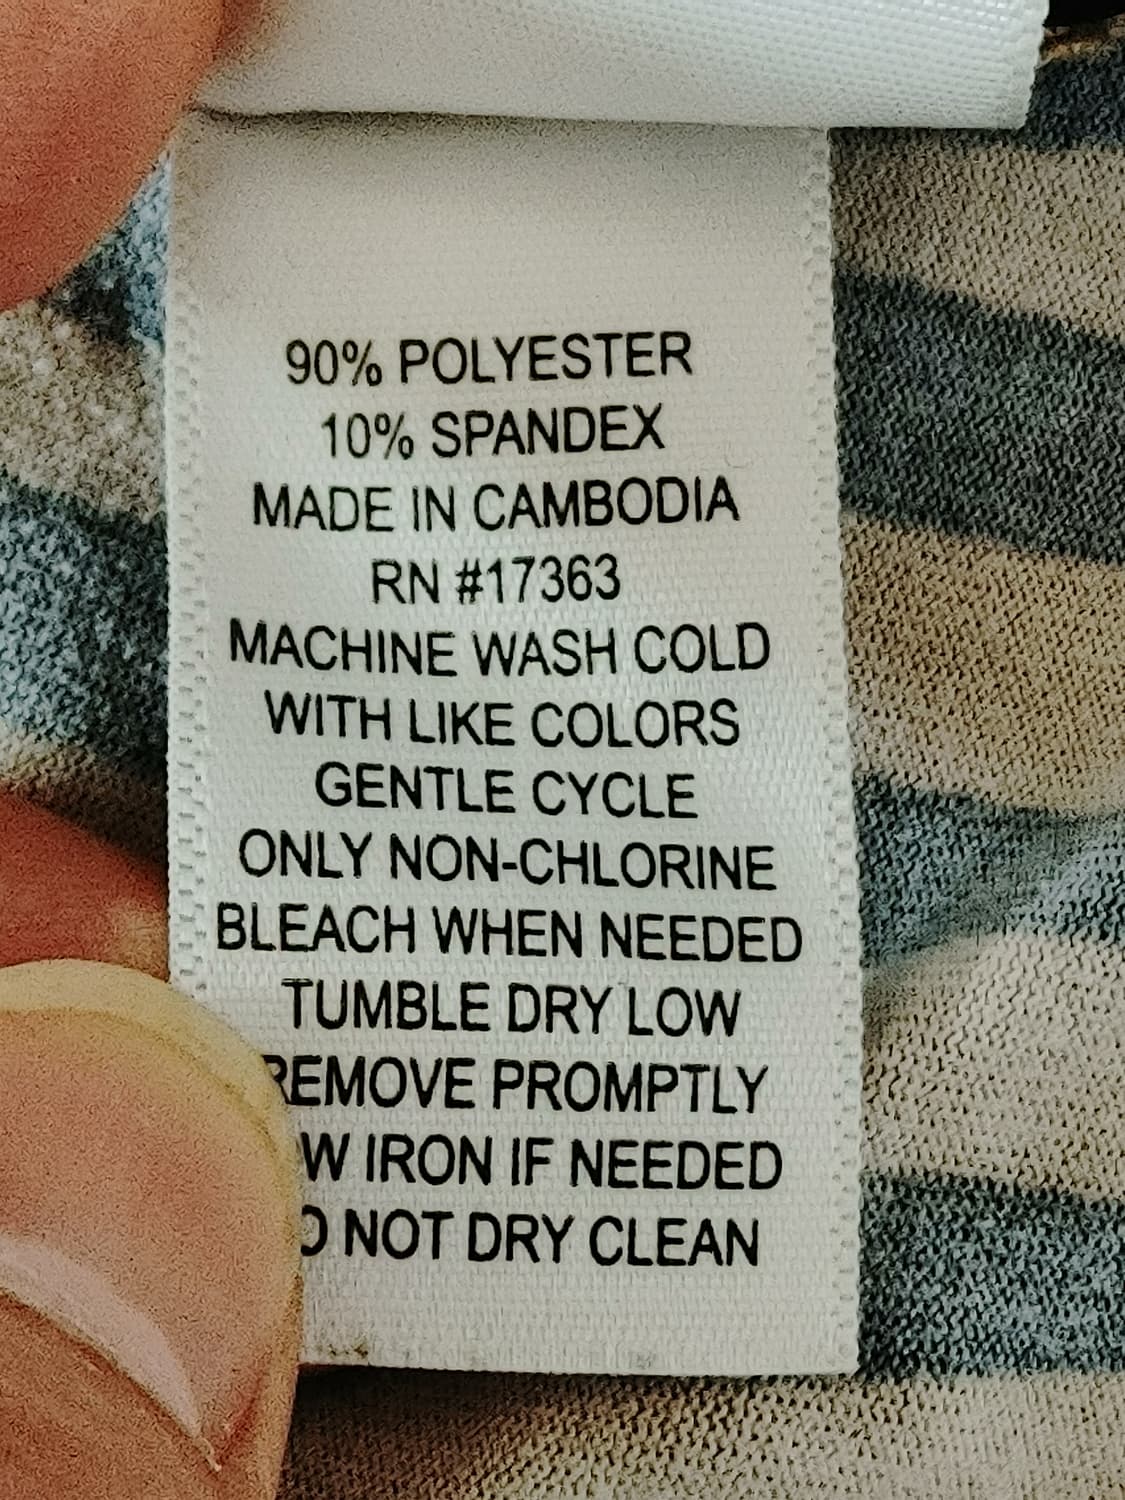 90% POLYESTER
10% SPANDEX
MADE IN CAMBODIA
RN #17363
MACHINE WASH COLD
WITH LIKE COLORS
GENTLE CYCLE
ONLY NON-CHLORINE
BLEACH WHEN NEEDED
TUMBLE DRY LOW
REMOVE PROMPTLY
W IRON IF NEEDED
O NOT DRY CLEAN